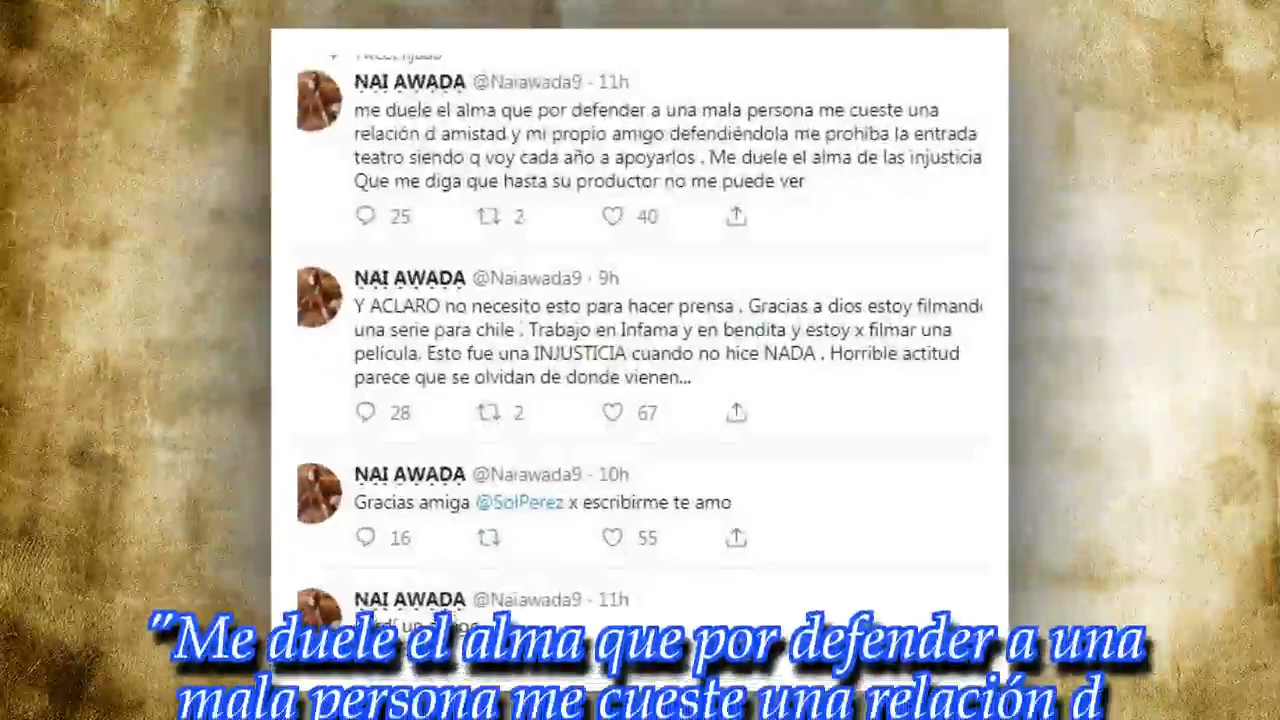 NAI AWADA @Naiawada9 · 11h
me duele el alma que por defender a una mala persona me cueste una
relación d amistad y mi propio amigo defendiéndola me prohiba la entrada
teatro siendo q voy cada año a apoyarlos . Me duele el alma de las injusticia
Que me diga que hasta su productor no me puede ver
25 2 40
NAI AWADA @Naiawada9 · 9h
Y ACLARO no necesito esto para hacer prensa . Gracias a dios estoy filmand
una serie para chile . Trabajo en Infama y en bendita y estoy x filmar una
película. Esto fue una INJUSTICIA cuando no hice NADA . Horrible actitud
parece que se olvidan de donde vienen...
28 2 67
NAI AWADA @Naiawada9 · 10h
Gracias amiga @SolPerez x escribirme te amo
16 55
NAI AWADA @Naiawada9 · 11h
"Me duele el alma que por defender a una
mala persona me cueste una relación d